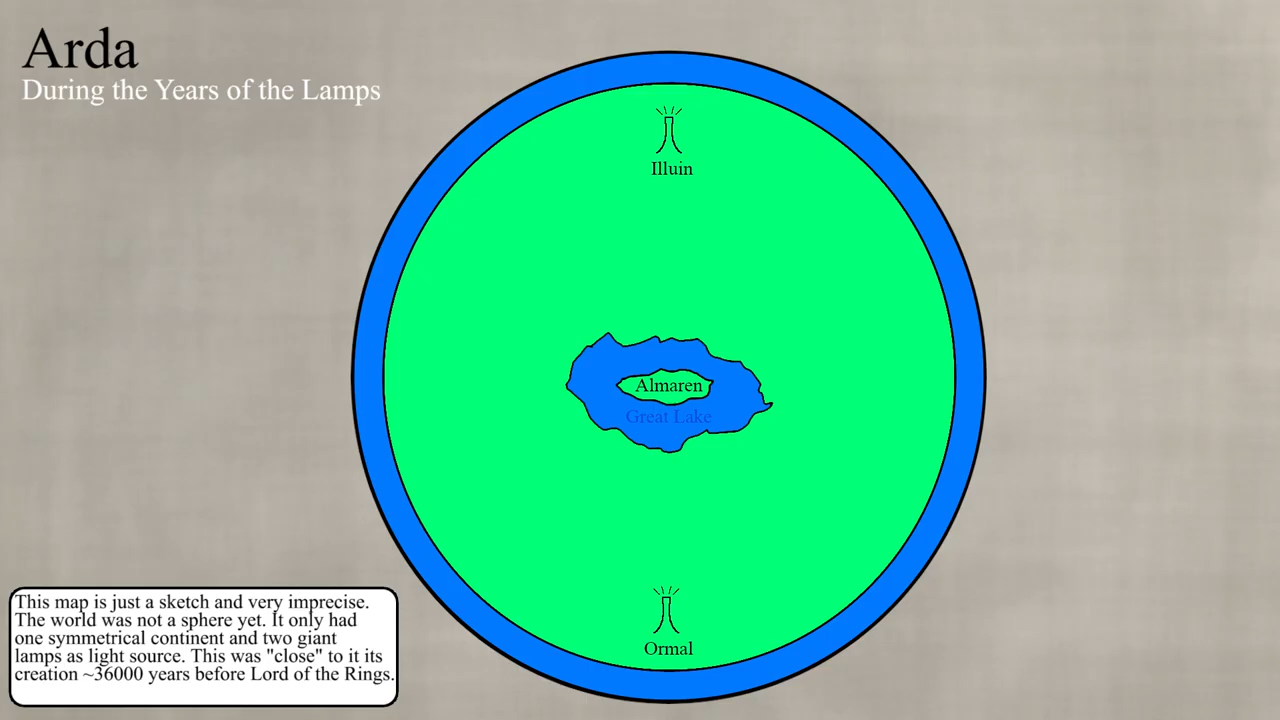 Arda
During the Years of the Lamps
Illuin
Almaren
Great Lake
Ormal
This map is just a sketch and very imprecise.
The world was not a sphere yet. It only had
one symmetrical continent and two giant
lamps as light source. This was "close" to it its
creation ~36000 years before Lord of the Rings.